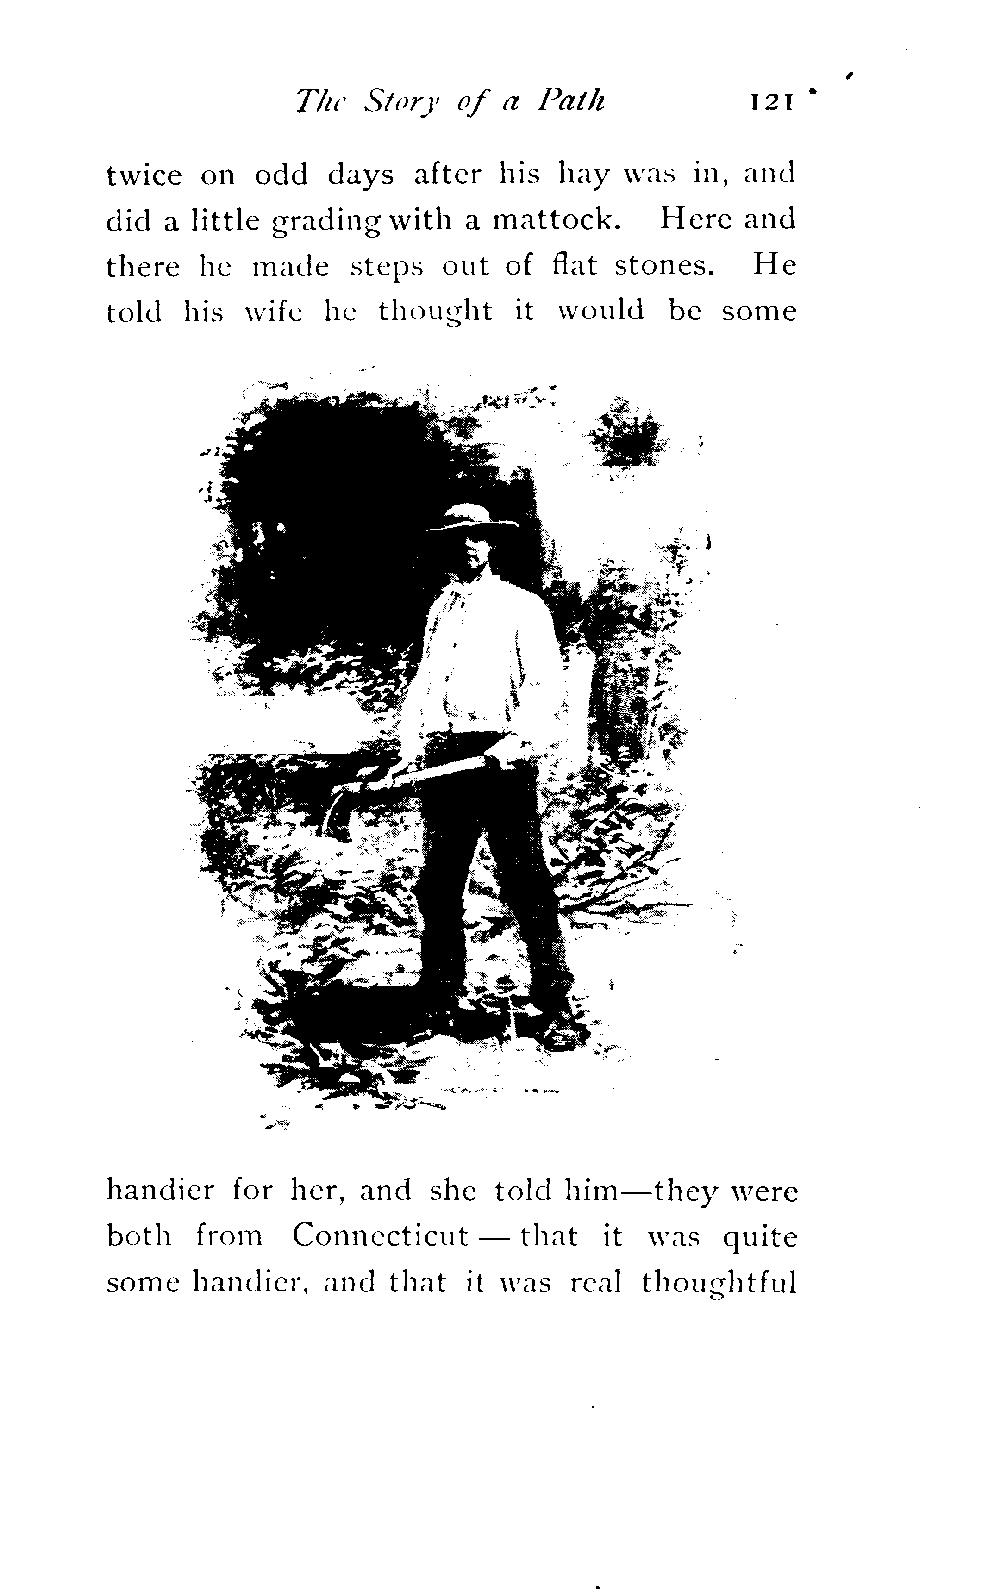 The Story of a Path 121
twice on odd days after his hay was in, and
did a little grading with a mattock. Here and
there he made steps out of flat stones. He
told his wife he thought it would be some
handier for her, and she told him—they were
both from Connecticut — that it was quite
some handier, and that it was real thoughtful